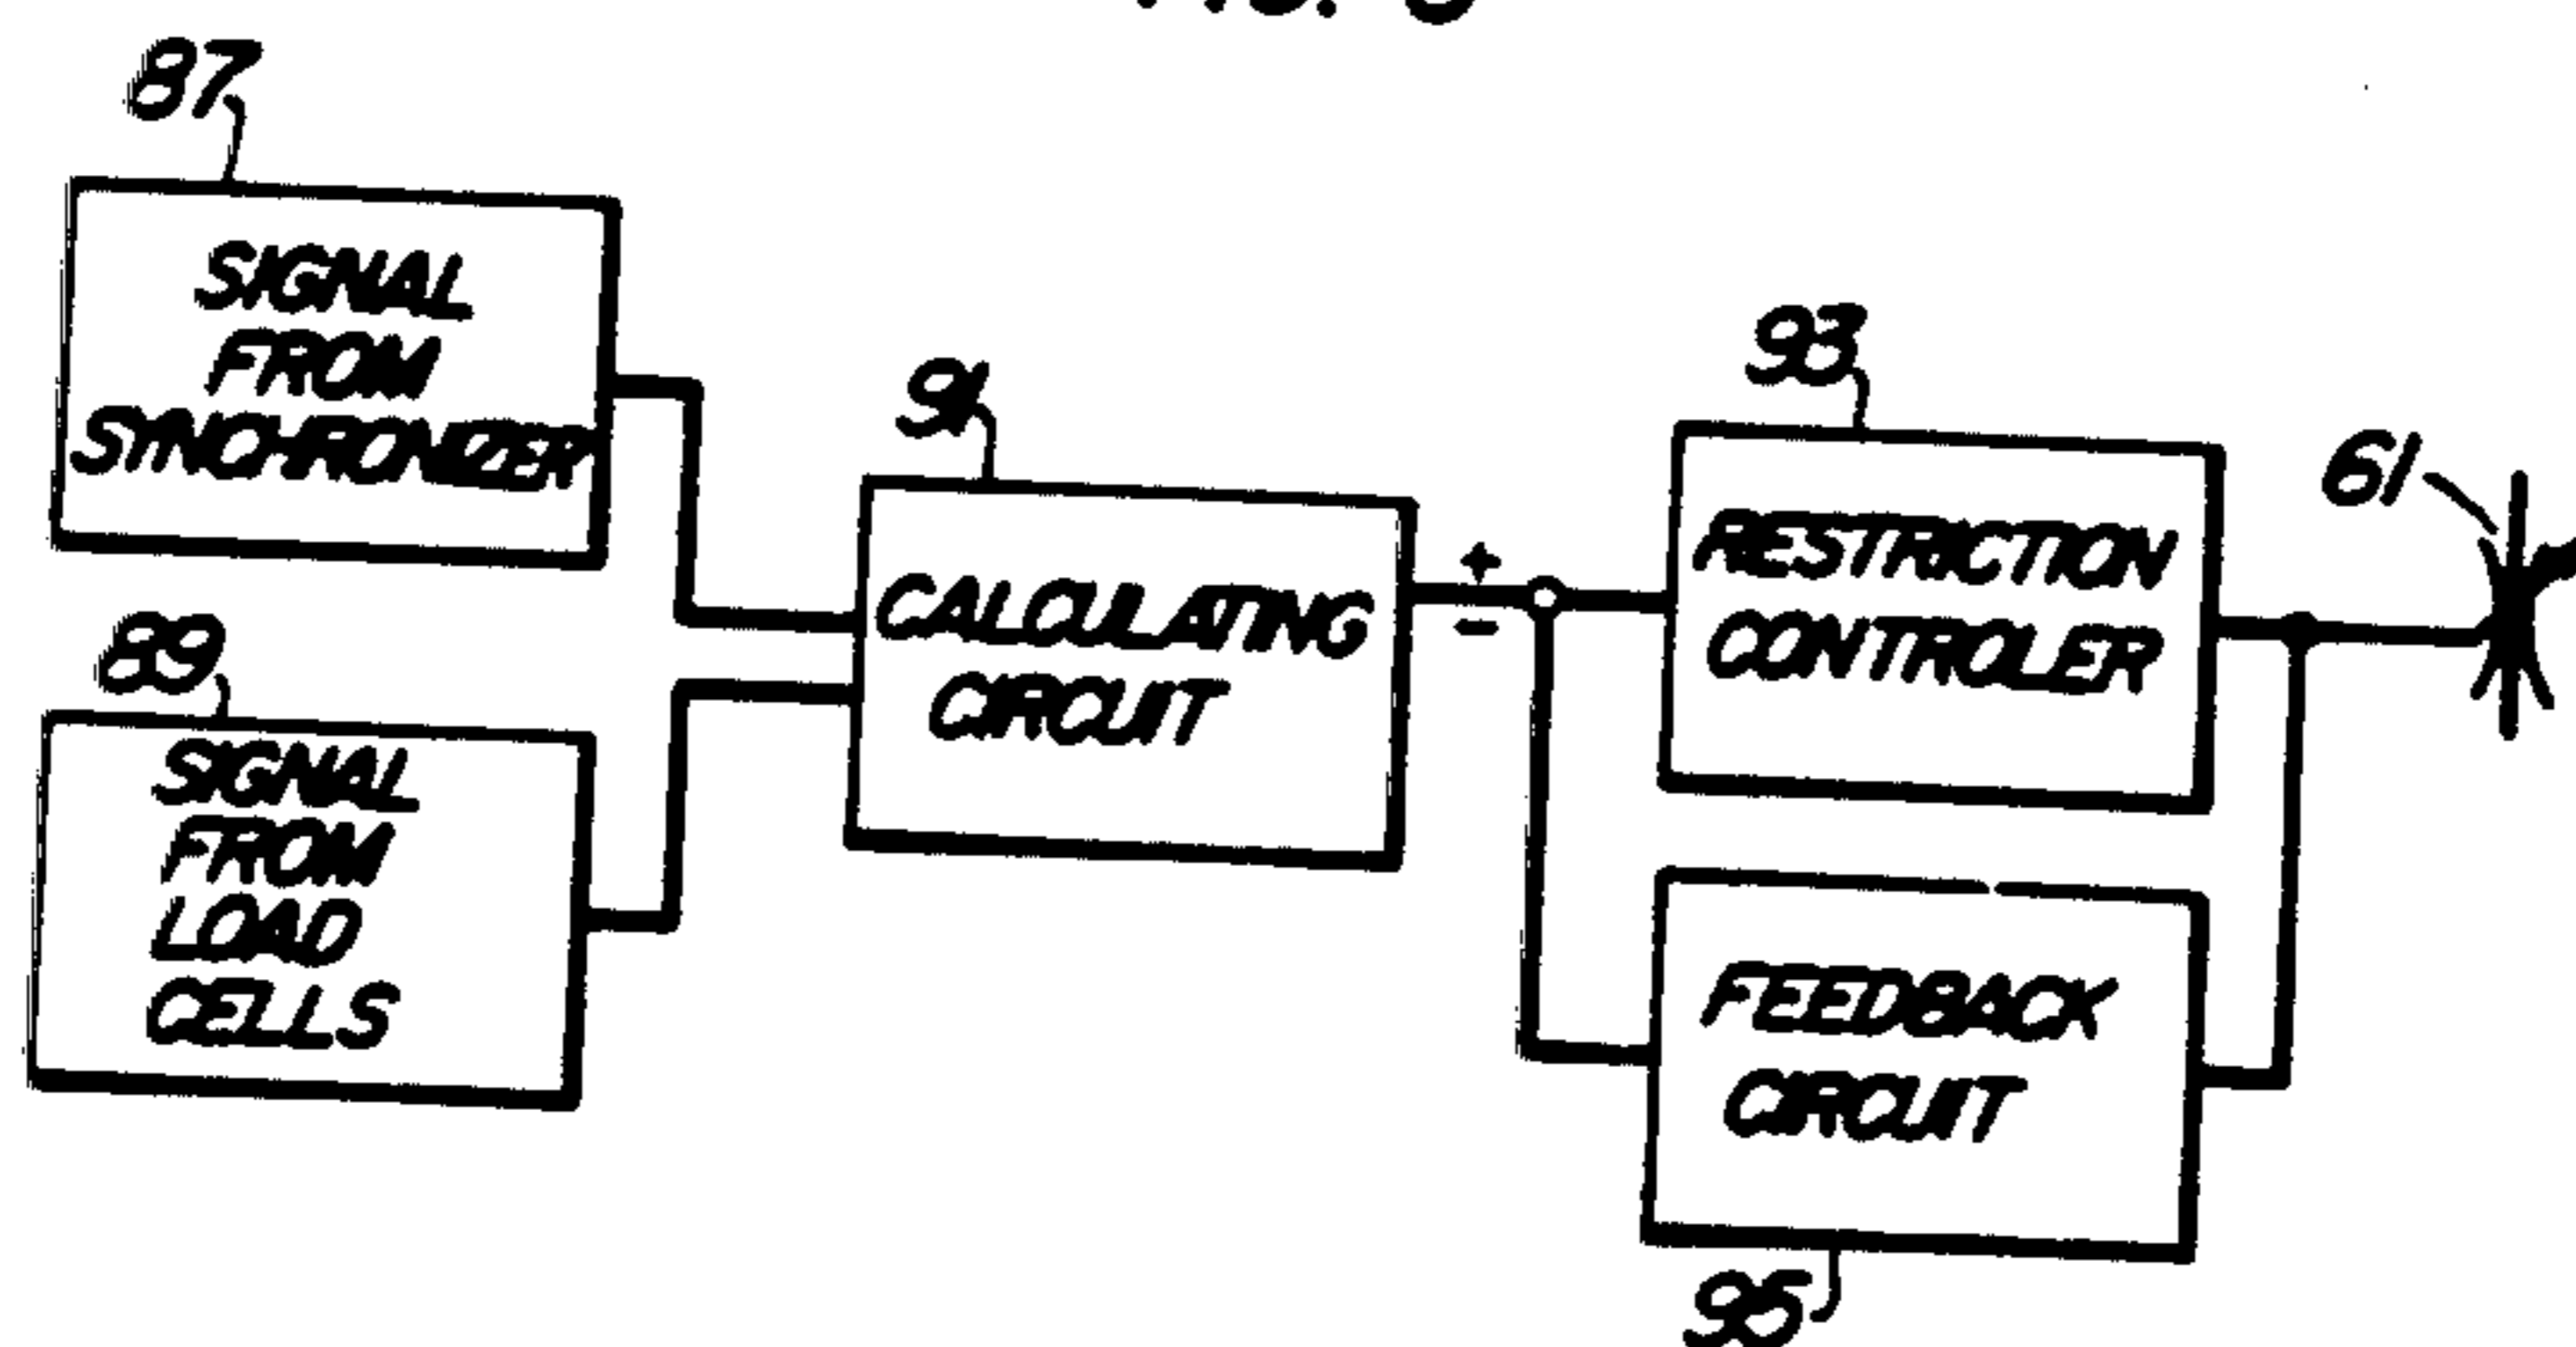 87
SIGNAL
FROM
SYNCHRONIZER
89
SIGNAL
FROM
LOAD
CELLS
91
CALCULATING
CIRCUIT
+
-
93
RESTRICTION
CONTROLER
61
FEEDBACK
CIRCUIT
95